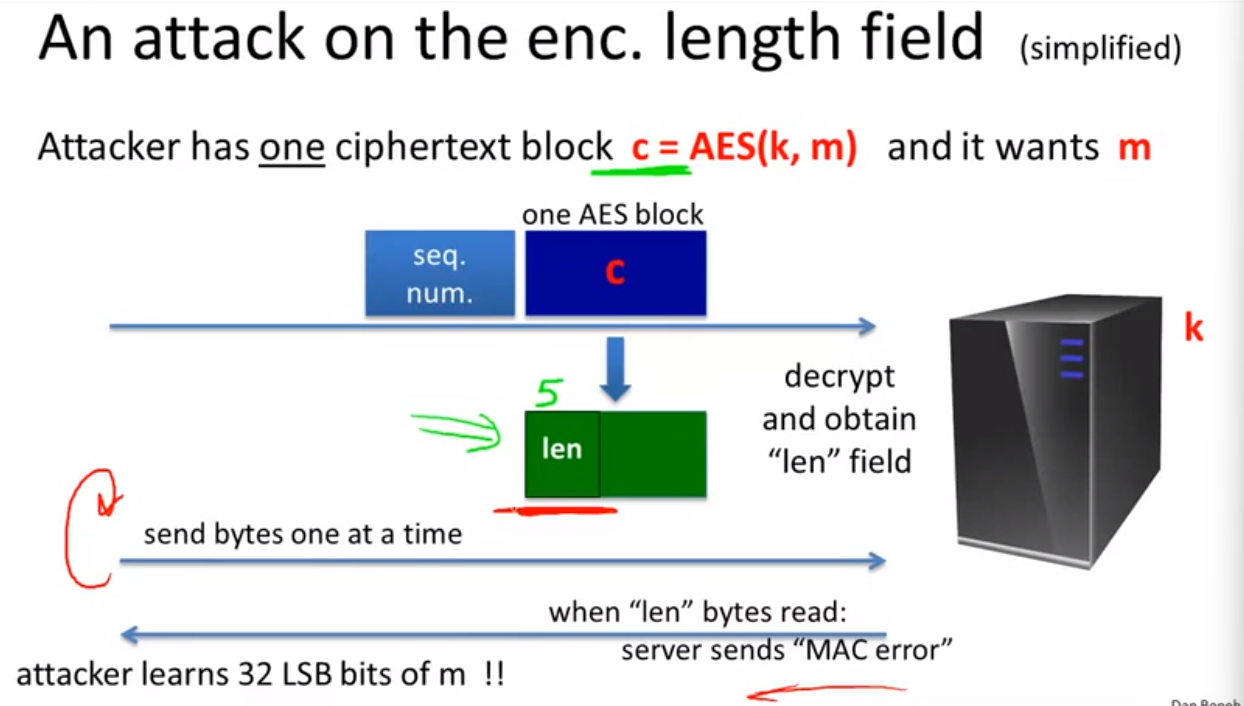 An attack on the enc. length field (simplified)
Attacker has one ciphertext block c = AES(k, m) and it wants m
one AES block
seq.
num.
c
k
decrypt
and obtain
“len” field
5
len
send bytes one at a time
when “len” bytes read:
server sends “MAC error”
attacker learns 32 LSB bits of m !!
Dan Boneh